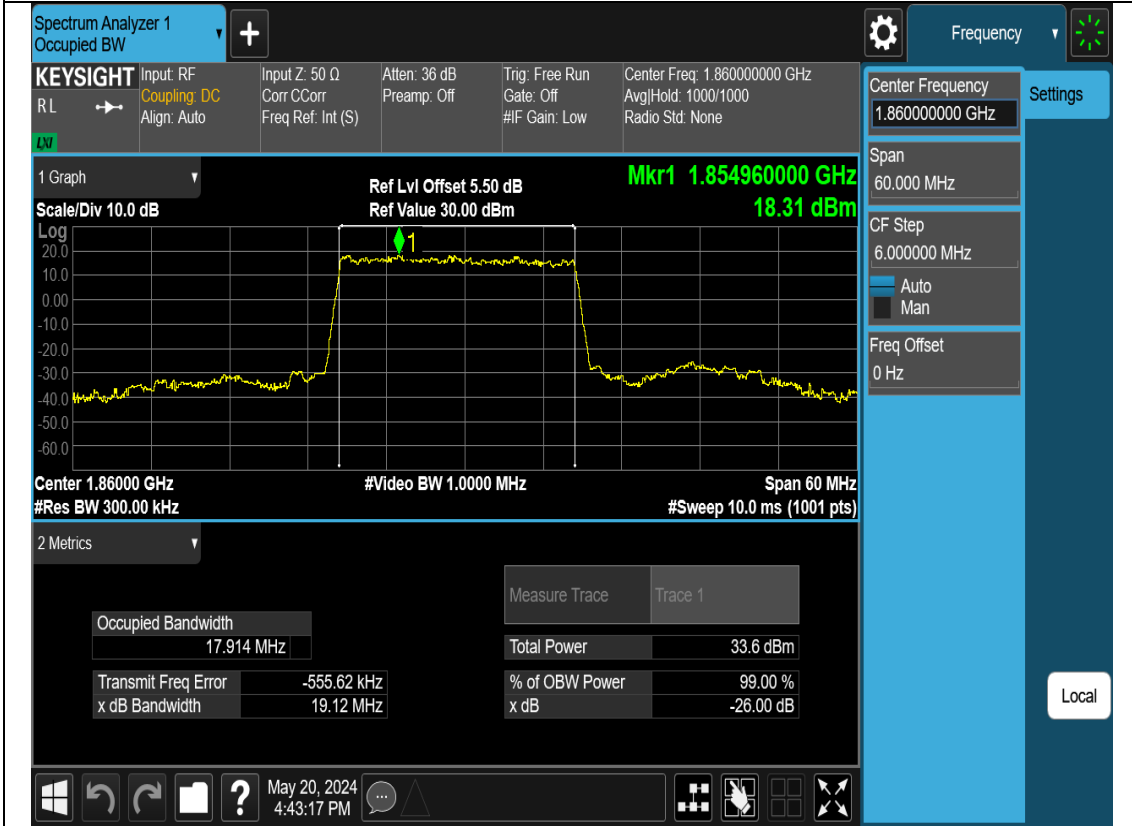 Spectrum Analyzer 1
Occupied BW
+
Frequency
KEYSIGHT
R L
LXI
Input: RF
Coupling: DC
Align: Auto
Input Z: 50 Ω
Corr CCorr
Freq Ref: Int (S)
Atten: 36 dB
Preamp: Off
Trig: Free Run
Gate: Off
#IF Gain: Low
Center Freq: 1.860000000 GHz
Avg|Hold: 1000/1000
Radio Std: None
Center Frequency
1.860000000 GHz
Settings
Span
60.000 MHz
CF Step
6.000000 MHz
Auto
Man
Freq Offset
0 Hz
Local
1 Graph
Scale/Div 10.0 dB
Ref Lvl Offset 5.50 dB
Ref Value 30.00 dBm
Mkr1 1.854960000 GHz
18.31 dBm
Log
1
20.0
10.0
0.00
-10.0
-20.0
-30.0
-40.0
-50.0
-60.0
Center 1.86000 GHz
#Video BW 1.0000 MHz
Span 60 MHz
#Res BW 300.00 kHz
#Sweep 10.0 ms (1001 pts)
2 Metrics
Measure Trace Trace 1
Occupied Bandwidth
17.914 MHz
Total Power 33.6 dBm
Transmit Freq Error -555.62 kHz
% of OBW Power 99.00 %
x dB Bandwidth 19.12 MHz
x dB -26.00 dB
?
May 20, 2024
4:43:17 PM